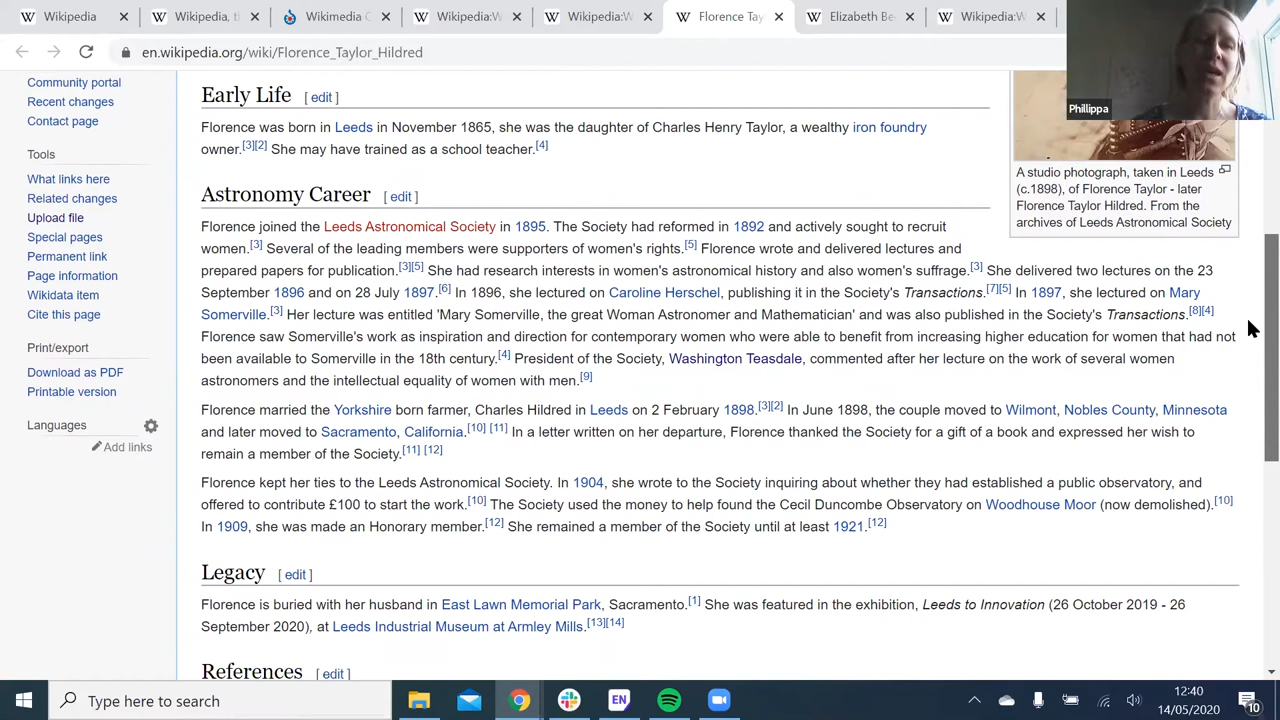 Wikipedia
Wikipedia, t
Wikimedia C
Wikipedia:W
Wikipedia:W
Florence Tay
Elizabeth Be
Wikipedia:W
en.wikipedia.org/wiki/Florence_Taylor_Hildred
Phillippa
Community portal
Recent changes
Contact page
Tools
What links here
Related changes
Upload file
Special pages
Permanent link
Page information
Wikidata item
Cite this page
Print/export
Download as PDF
Printable version
Languages
Add links
Early Life [ edit ]
Florence was born in Leeds in November 1865, she was the daughter of Charles Henry Taylor, a wealthy iron foundry
owner.[3][2] She may have trained as a school teacher.[4]
A studio photograph, taken in Leeds
(c.1898), of Florence Taylor - later
Florence Taylor Hildred. From the
archives of Leeds Astronomical Society
Astronomy Career [ edit ]
Florence joined the Leeds Astronomical Society in 1895. The Society had reformed in 1892 and actively sought to recruit
women.[3] Several of the leading members were supporters of women's rights.[5] Florence wrote and delivered lectures and
prepared papers for publication.[3][5] She had research interests in women's astronomical history and also women's suffrage.[3] She delivered two lectures on the 23
September 1896 and on 28 July 1897.[6] In 1896, she lectured on Caroline Herschel, publishing it in the Society's Transactions.[7][5] In 1897, she lectured on Mary
Somerville.[3] Her lecture was entitled 'Mary Somerville, the great Woman Astronomer and Mathematician' and was also published in the Society's Transactions.[8][4]
Florence saw Somerville's work as inspiration and direction for contemporary women who were able to benefit from increasing higher education for women that had not
been available to Somerville in the 18th century.[4] President of the Society, Washington Teasdale, commented after her lecture on the work of several women
astronomers and the intellectual equality of women with men.[9]
Florence married the Yorkshire born farmer, Charles Hildred in Leeds on 2 February 1898.[3][2] In June 1898, the couple moved to Wilmont, Nobles County, Minnesota
and later moved to Sacramento, California.[10] [11] In a letter written on her departure, Florence thanked the Society for a gift of a book and expressed her wish to
remain a member of the Society.[11] [12]
Florence kept her ties to the Leeds Astronomical Society. In 1904, she wrote to the Society inquiring about whether they had established a public observatory, and
offered to contribute £100 to start the work.[10] The Society used the money to help found the Cecil Duncombe Observatory on Woodhouse Moor (now demolished).[10]
In 1909, she was made an Honorary member.[12] She remained a member of the Society until at least 1921.[12]
Legacy [ edit ]
Florence is buried with her husband in East Lawn Memorial Park, Sacramento.[1] She was featured in the exhibition, Leeds to Innovation (26 October 2019 - 26
September 2020), at Leeds Industrial Museum at Armley Mills.[13][14]
References [ edit ]
Type here to search
EN
12:40
14/05/2020
10